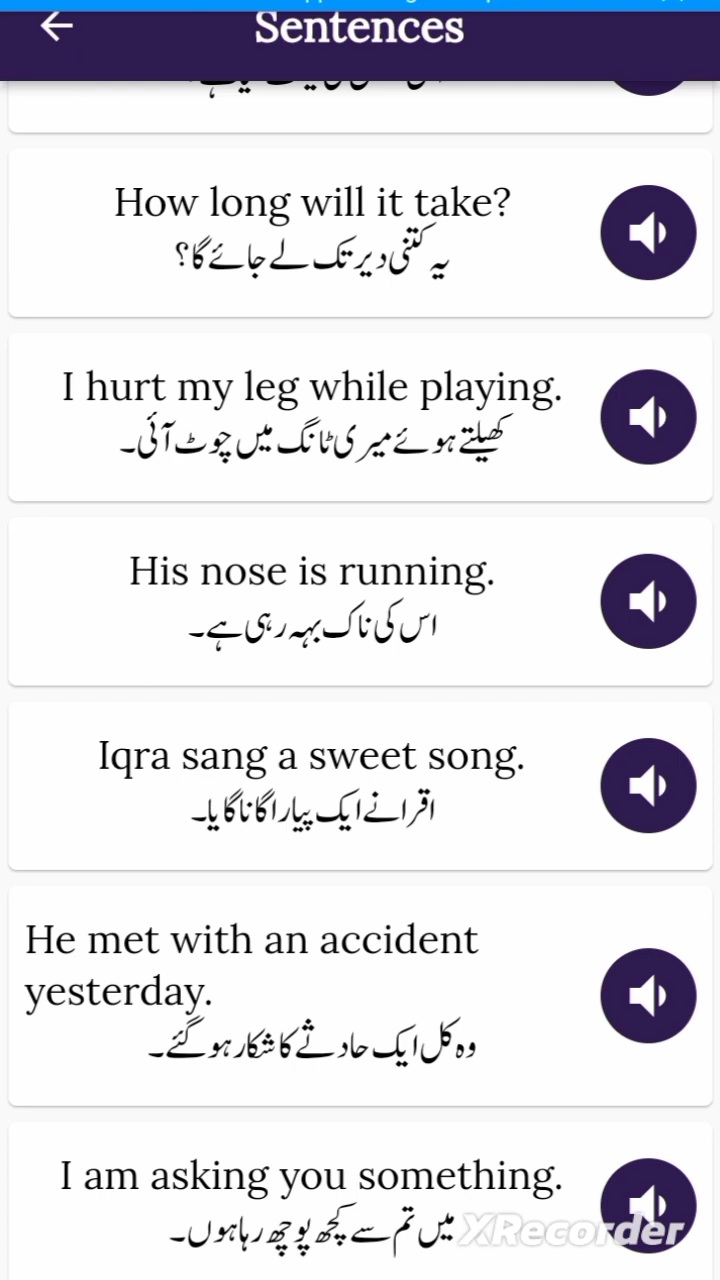 Sentences
How long will it take?
یہ کتنی دیر تک لے جائے گا؟
I hurt my leg while playing.
کھیلتے ہوئے میری ٹانگ میں چوٹ آئی۔
His nose is running.
اس کی ناک بہہ رہی ہے۔
Iqra sang a sweet song.
اقرا نے ایک پیارا گانا گایا۔
He met with an accident
yesterday.
وہ کل ایک حادثے کا شکار ہو گئے۔
I am asking you something.
میں تم سے کچھ پوچھ رہا ہوں۔
XRecorder